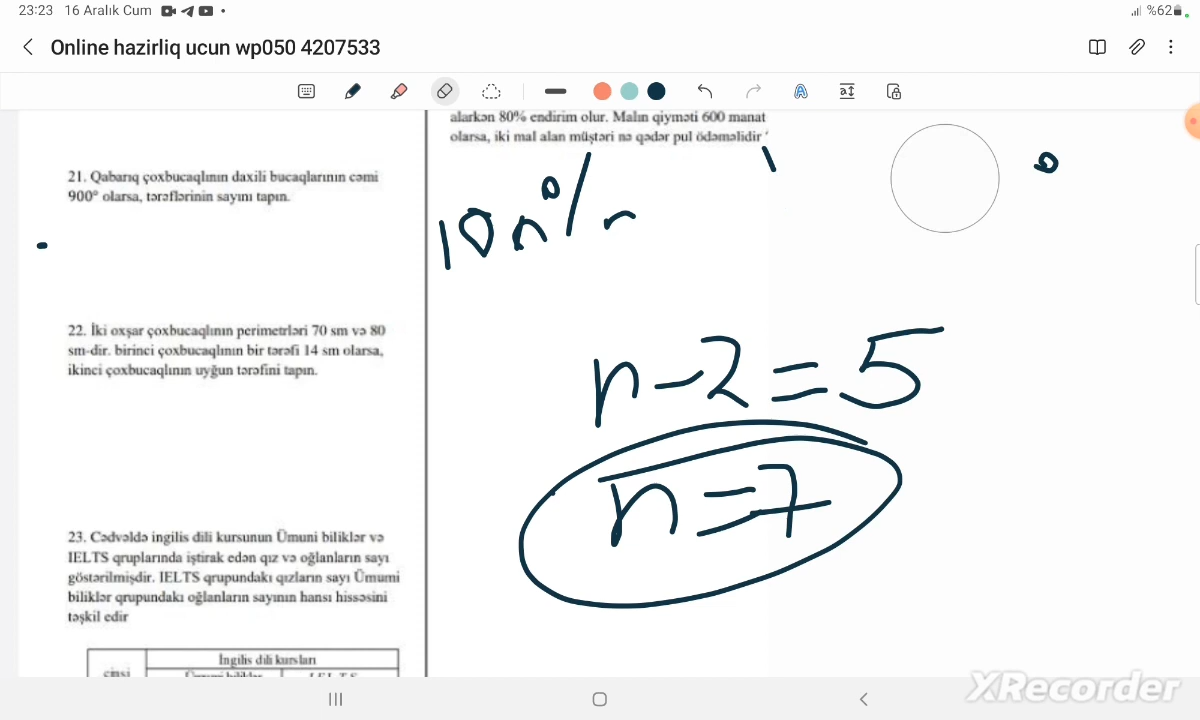 23:23 16 Aralık Cum
%62
Online hazirliq ucun wp050 4207533
21. Qabarıq çoxbucaqlının daxili bucaqlarının cəmi
900° olarsa, tərəflərinin sayını tapın.
22. İki oxşar çoxbucaqlının perimetrləri 70 sm və 80
sm-dir. birinci çoxbucaqlının bir tərəfi 14 sm olarsa,
ikinci çoxbucaqlının uyğun tərəfini tapın.
23. Cədvəldə ingilis dili kursunun Ümuni biliklər və
IELTS qruplarında iştirak edən qız və oğlanların sayı
göstərilmişdir. IELTS qrupundakı qızların sayı Ümumi
biliklər qrupundakı oğlanların sayının hansı hissəsini
təşkil edir
cinsi
İngilis dili kursları
Ümumi biliklər IELTS
alarkən 80% endirim olur. Malın qiyməti 600 manat
olarsa, iki mal alan müştəri nə qədər pul ödəməlidir
n-2=5
n=7
XRecorder